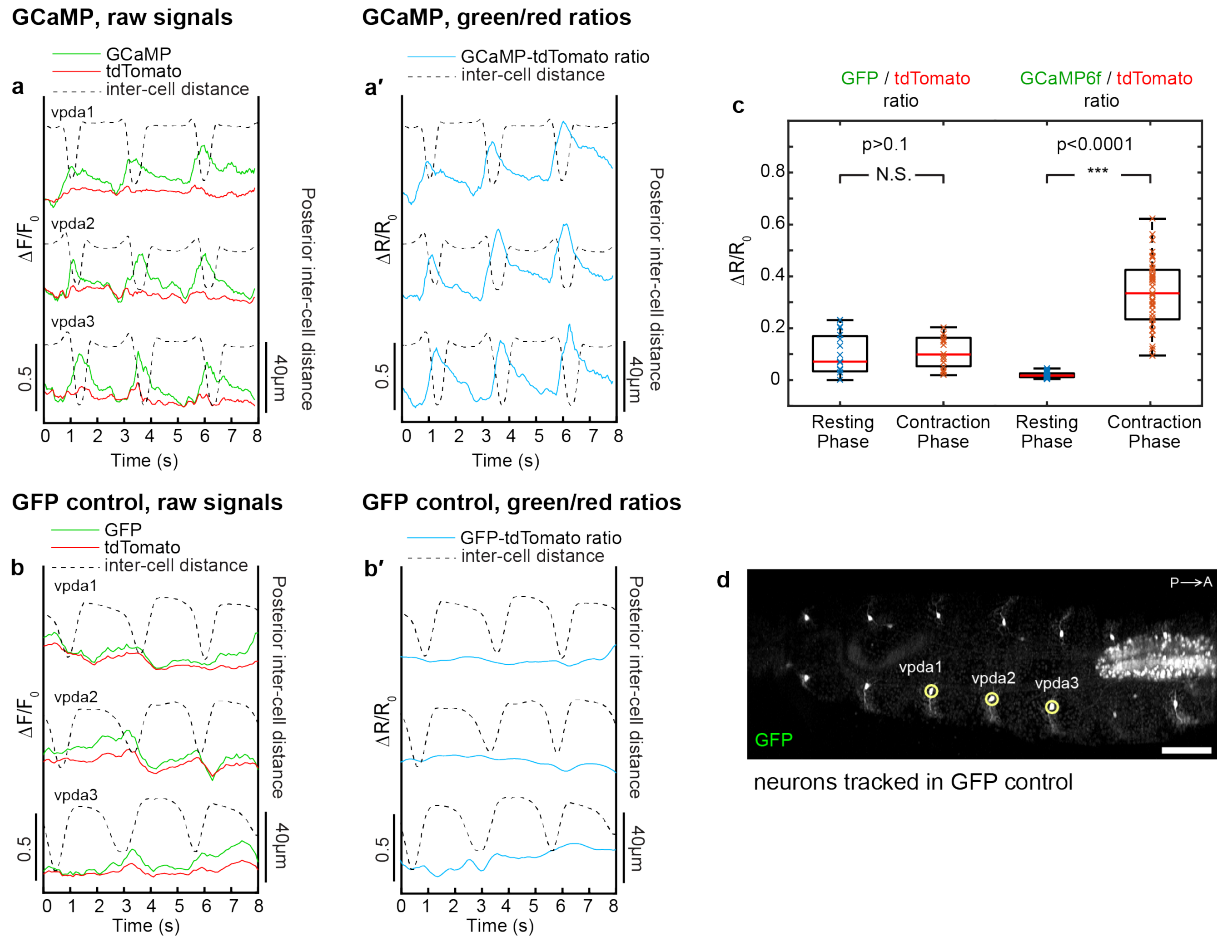 GCaMP, raw signals
GCaMP
tdTomato
inter-cell distance
a
vpda1
vpda2
vpda3
ΔF/F0
0.5
40μm
Posterior inter-cell distance
0 1 2 3 4 5 6 7 8
Time (s)
GCaMP, green/red ratios
GCaMP-tdTomato ratio
inter-cell distance
a′
ΔR/R0
0.5
40μm
Posterior inter-cell distance
0 1 2 3 4 5 6 7 8
Time (s)
c
GFP / tdTomato
ratio
GCaMP6f / tdTomato
ratio
p>0.1
N.S.
p<0.0001
***
ΔR/R0
0.8
0.6
0.4
0.2
0
Resting
Phase
Contraction
Phase
Resting
Phase
Contraction
Phase
GFP control, raw signals
GFP
tdTomato
inter-cell distance
b
vpda1
vpda2
vpda3
ΔF/F0
0.5
40μm
Posterior inter-cell distance
0 1 2 3 4 5 6 7 8
Time (s)
GFP control, green/red ratios
GFP-tdTomato ratio
inter-cell distance
b′
ΔR/R0
0.5
40μm
Posterior inter-cell distance
0 1 2 3 4 5 6 7 8
Time (s)
d
P→A
vpda1
vpda2
vpda3
GFP
neurons tracked in GFP control